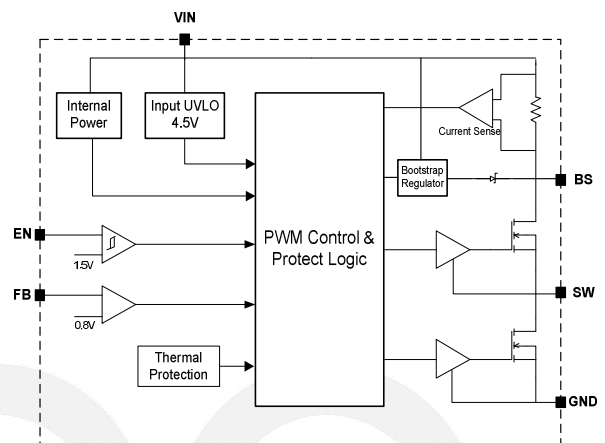 VIN
Internal
Power
Input UVLO
4.5V
Current Sense
Bootstrap
Regulator
BS
EN
1.5V
PWM Control &
Protect Logic
FB
0.8V
SW
Thermal
Protection
GND